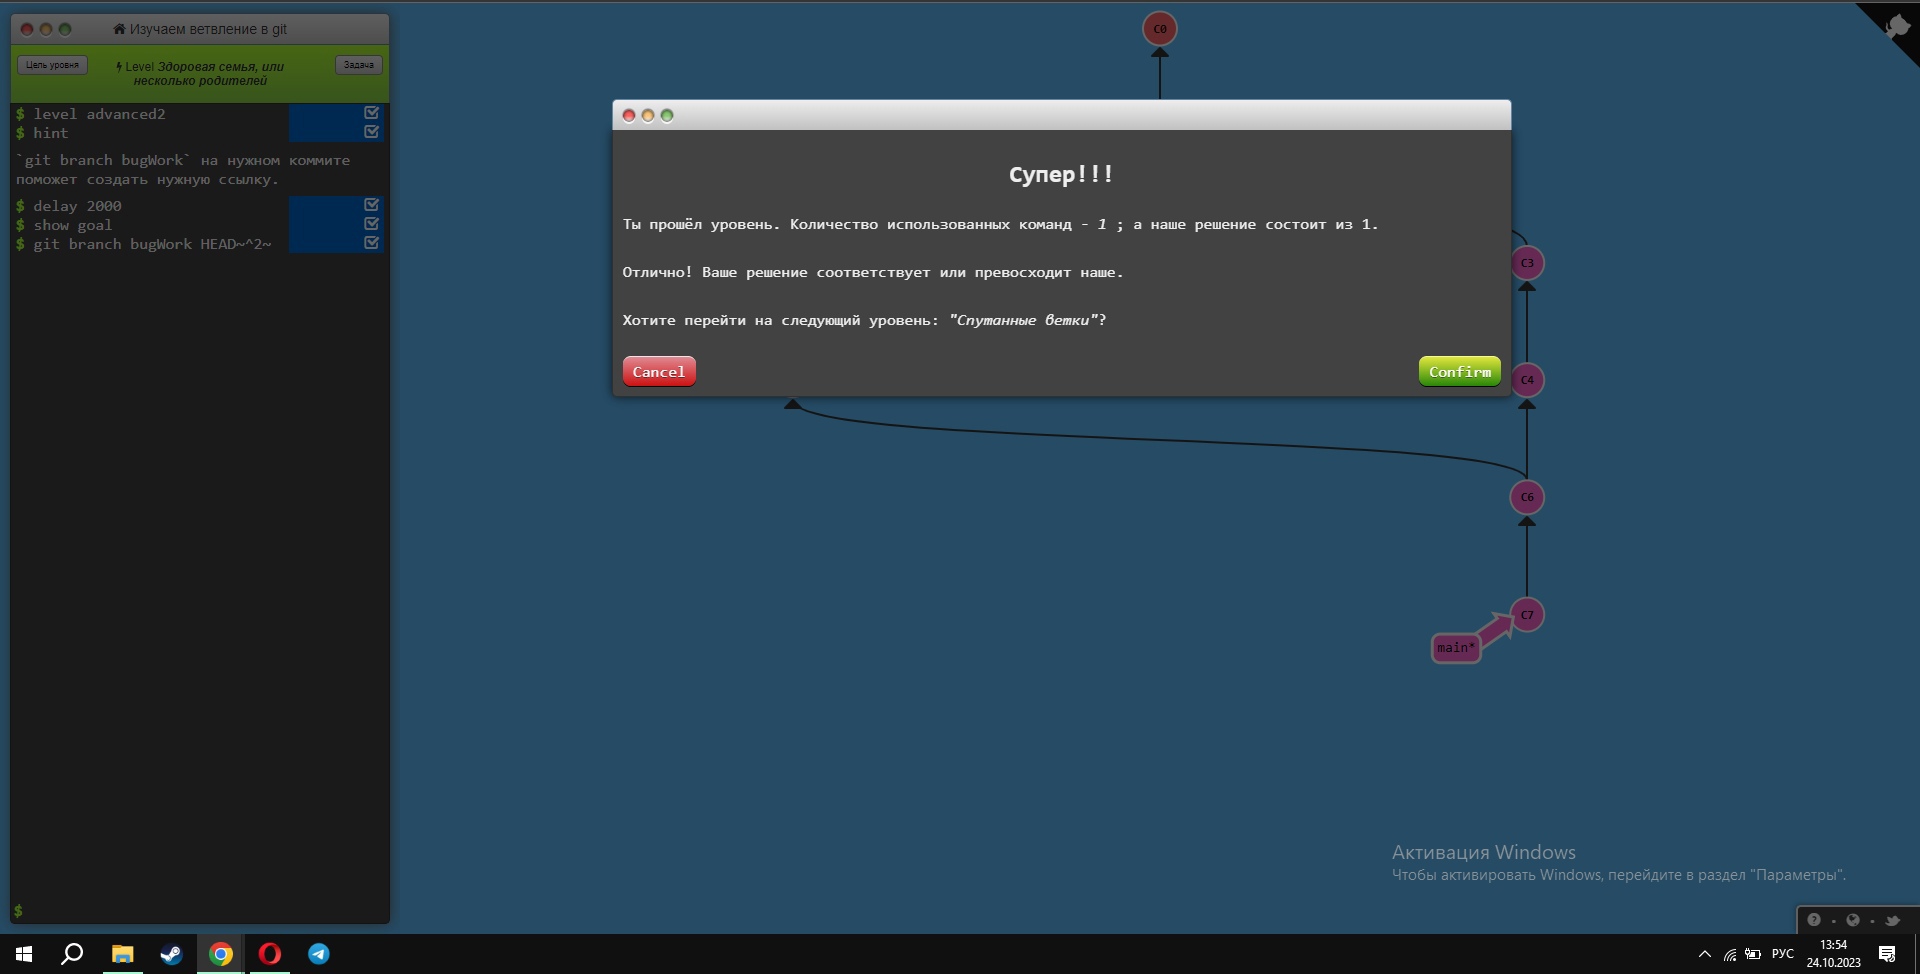 Изучаем ветвление в git
Цель уровня
Level Здоровая семья, или
несколько родителей
Задача
$ level advanced2
$ hint
`git branch bugWork` на нужном коммите
поможет создать нужную ссылку.
$ delay 2000
$ show goal
$ git branch bugWork HEAD~^2~
$
C0
Супер!!!
Ты прошёл уровень. Количество использованных команд - 1 ; а наше решение состоит из 1.
Отлично! Ваше решение соответствует или превосходит наше.
Хотите перейти на следующий уровень: "Спутанные ветки"?
Cancel
Confirm
C3
C4
C6
C7
main*
Активация Windows
Чтобы активировать Windows, перейдите в раздел "Параметры".
РУС
13:54
24.10.2023